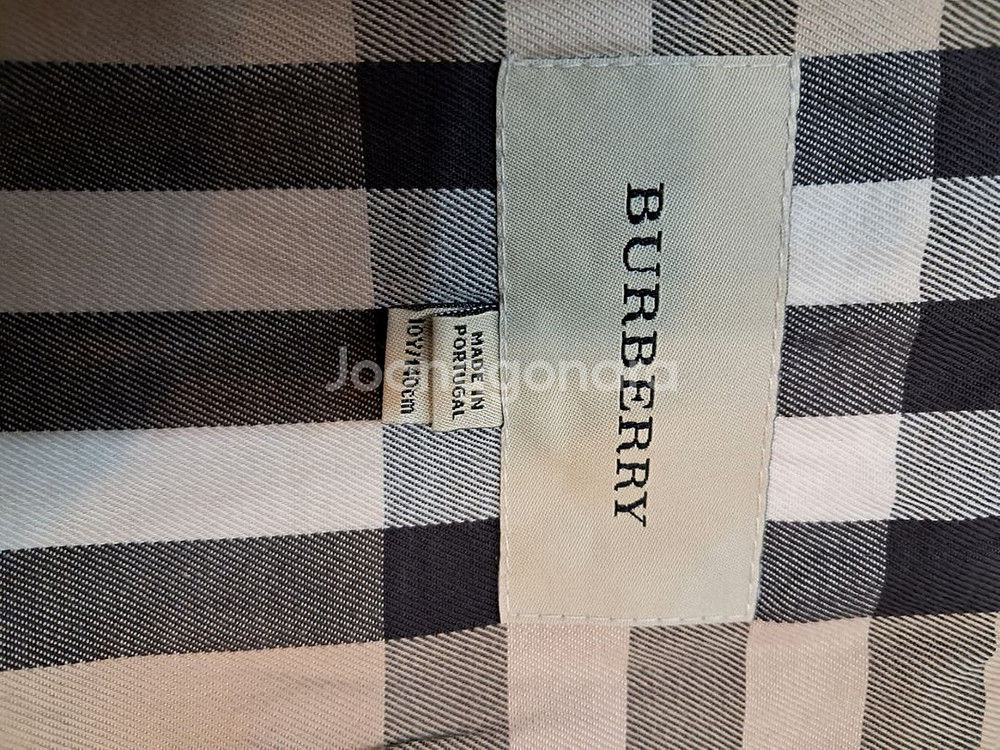 BURBERRY
MADE IN
PORTUGAL
10Y/140cm
Joongonara